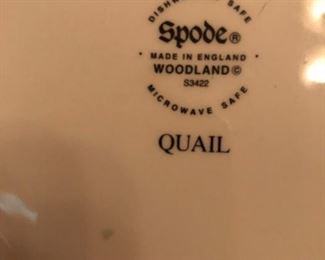 DISHWASHER SAFE
Spode®
• MADE IN ENGLAND •
WOODLAND©
S3422
MICROWAVE SAFE
QUAIL